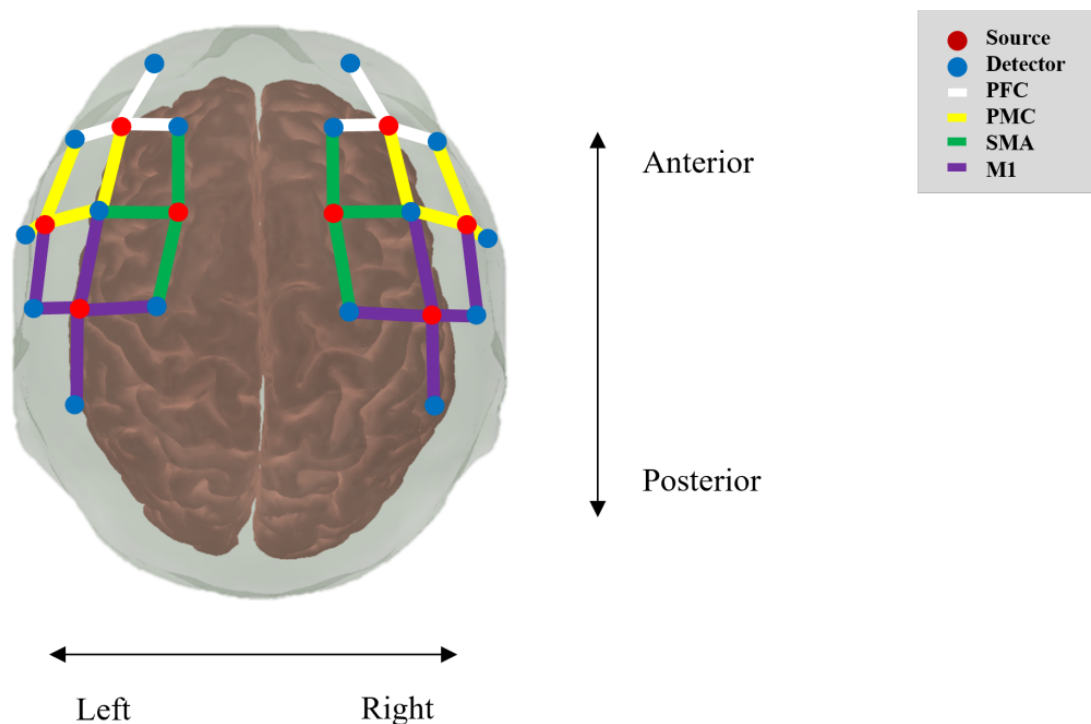 Source
Detector
PFC
PMC
SMA
M1
Anterior
Posterior
Left
Right